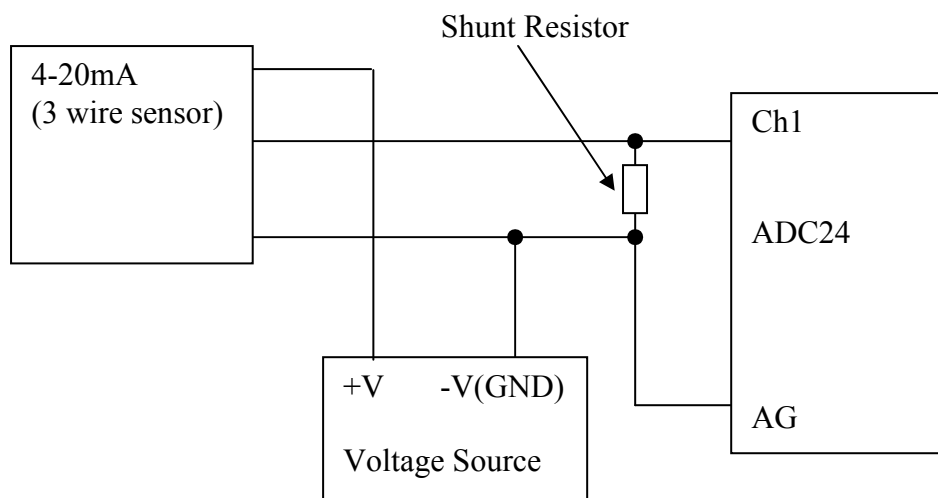 Shunt Resistor
4-20mA
(3 wire sensor)
Ch1
ADC24
AG
+V -V(GND)
Voltage Source